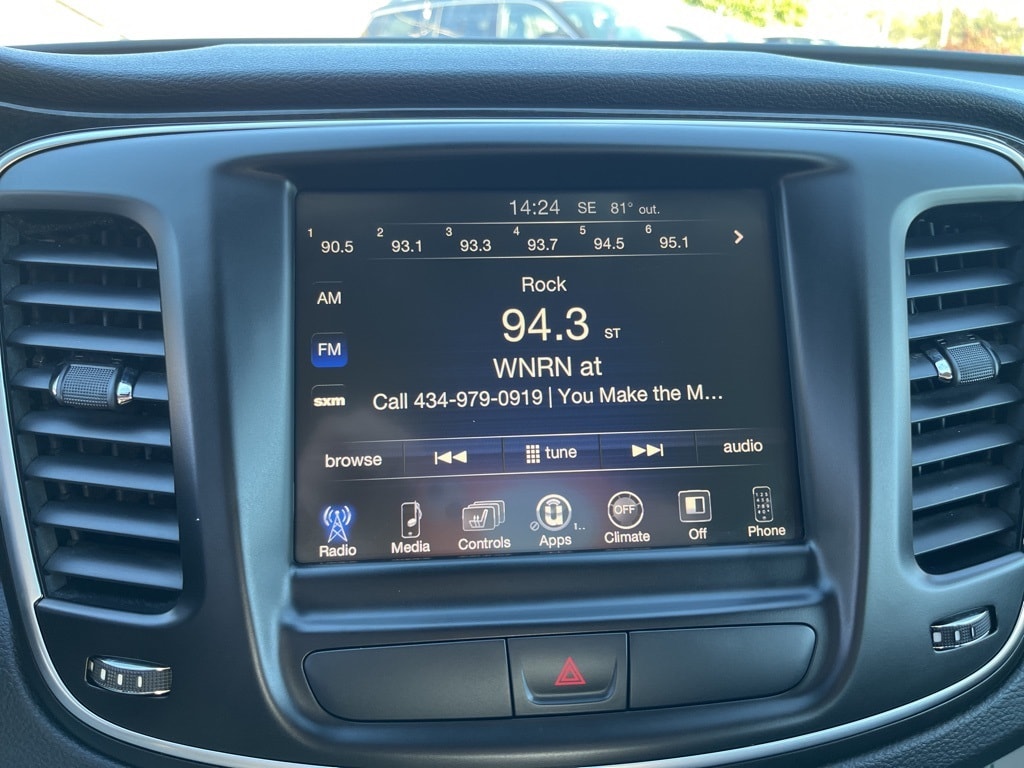 14:24 SE 81° out.
1 90.5 2 93.1 3 93.3 4 93.7 5 94.5 6 95.1
Rock
AM
94.3 ST
FM
WNRN at
sxm
Call 434-979-0919 | You Make the M...
browse tune audio
OFF
1..
Radio Media Controls Apps Climate Off Phone